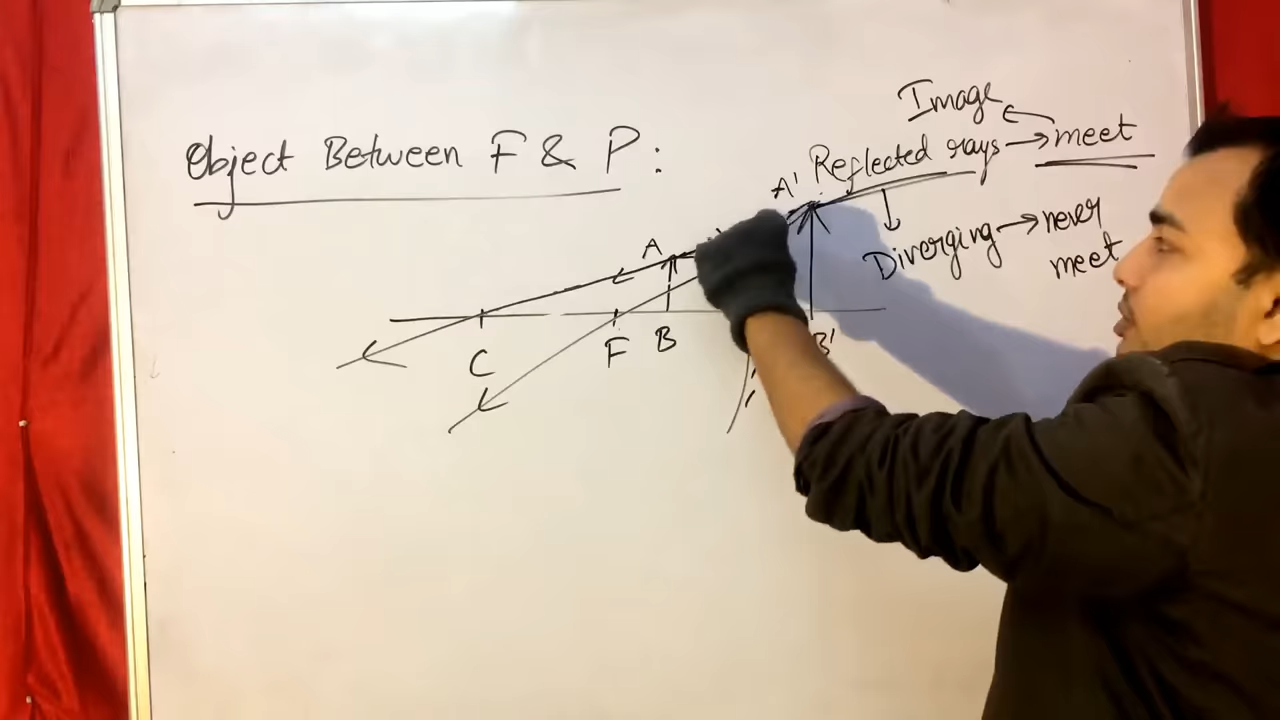 Object Between F & P:
Image
Reflected rays → meet
Diverging → never
meet
A'
A
C
F
B
B'